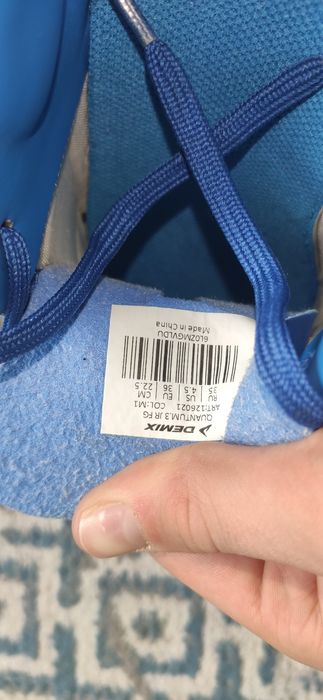 DEMIX
QUANTUM.3 JR FG
ART:126021 COL:M1
RU US EU CM
35 4.5 36 22.5
6L0ZMGVLDU
Made in China